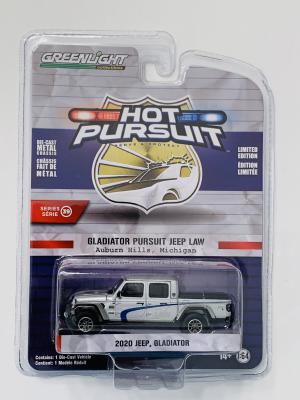 GREENLIGHT
collectibles
HOT
PURSUIT
SERVE & PROTECT
DIE-CAST
METAL
CHASSIS
CHÂSSIS
FAIT DE
MÉTAL
LIMITED
EDITION
ÉDITION
LIMITÉE
SERIES
SÉRIE
39
GLADIATOR PURSUIT JEEP LAW
Auburn Hills, Michigan
2020 JEEP, GLADIATOR
Contains: 1 Die-Cast Vehicle
Contient: 1 Modèle Réduit
14+
1:64